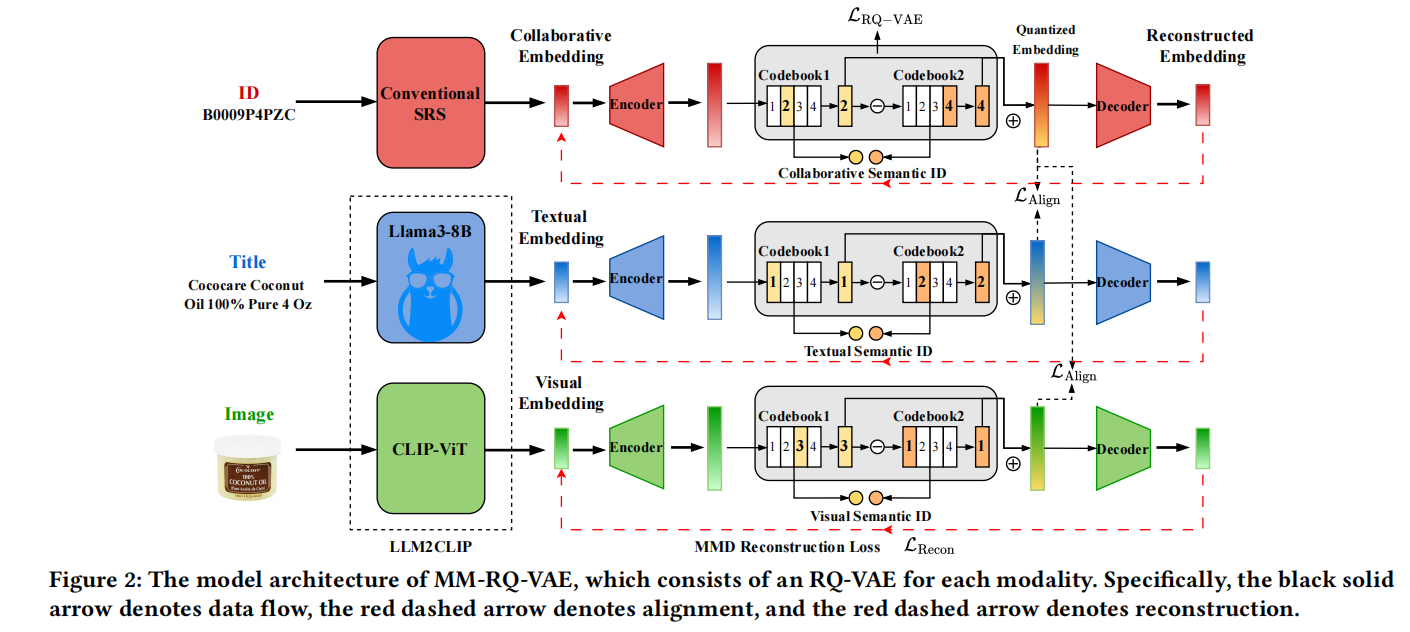 ID
B0009P4PZC
Conventional
SRS
Collaborative
Embedding
Encoder
ℒRQ−VAE
Codebook1
1 2 3 4
2
⊖
Codebook2
1 2 3 4
4
Collaborative Semantic ID
Quantized
Embedding
⊕
Decoder
Reconstructed
Embedding
ℒAlign
Title
Cococare Coconut
Oil 100% Pure 4 Oz
Llama3-8B
Textual
Embedding
Encoder
Codebook1
1 2 3 4
1
⊖
Codebook2
1 2 3 4
2
Textual Semantic ID
⊕
Decoder
ℒAlign
Image
Cococare
100%
COCONUT OIL
CLIP-ViT
Visual
Embedding
Encoder
Codebook1
1 2 3 4
3
⊖
Codebook2
1 2 3 4
1
Visual Semantic ID
⊕
Decoder
LLM2CLIP
MMD Reconstruction Loss ℒRecon
Figure 2: The model architecture of MM-RQ-VAE, which consists of an RQ-VAE for each modality. Specifically, the black solid
arrow denotes data flow, the red dashed arrow denotes alignment, and the red dashed arrow denotes reconstruction.